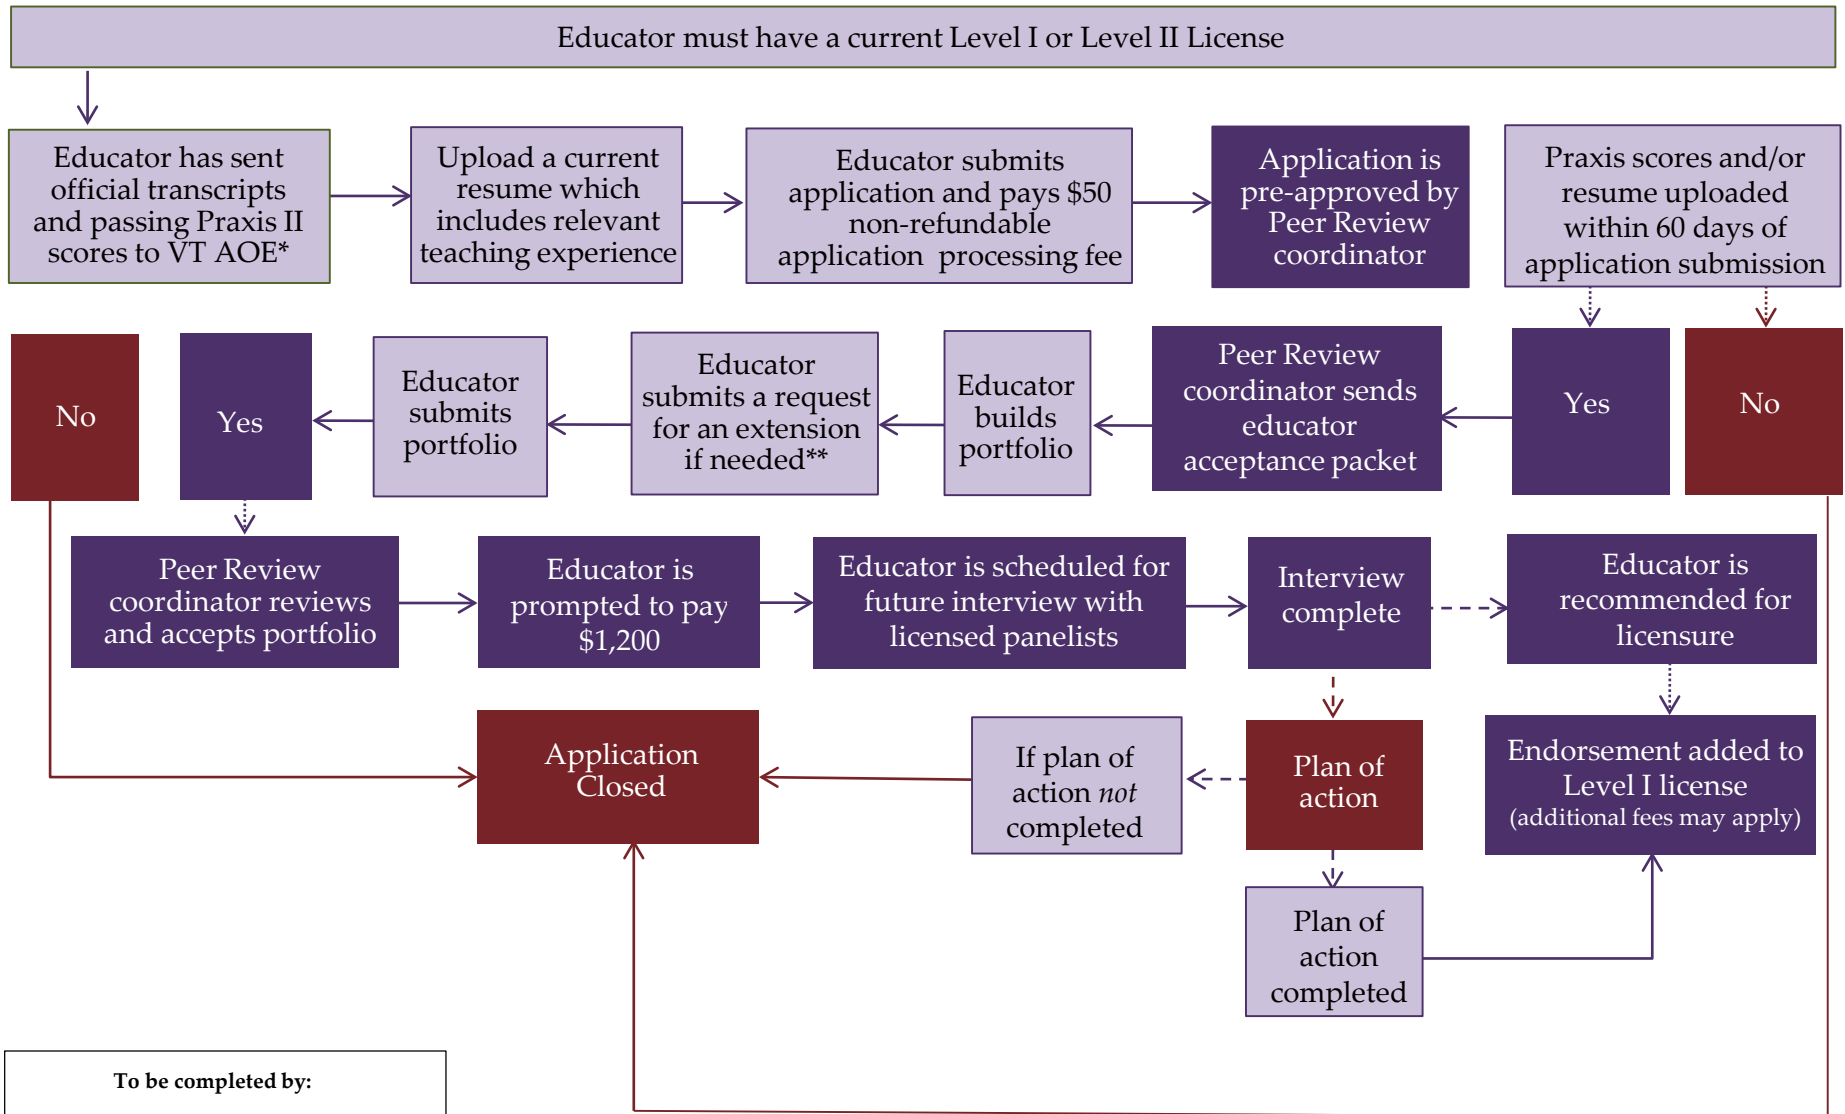 Educator must have a current Level I or Level II License
Educator has sent
official transcripts
and passing Praxis II
scores to VT AOE*
Upload a current
resume which
includes relevant
teaching experience
Educator submits
application and pays $50
non-refundable
application processing fee
Application is
pre-approved by
Peer Review
coordinator
Praxis scores and/or
resume uploaded
within 60 days of
application submission
No
Yes
Educator
submits
portfolio
Educator
submits a request
for an extension
if needed**
Educator
builds
portfolio
Peer Review
coordinator sends
educator
acceptance packet
Yes
No
Peer Review
coordinator reviews
and accepts portfolio
Educator is
prompted to pay
$1,200
Educator is scheduled for
future interview with
licensed panelists
Interview
complete
Educator is
recommended for
licensure
Application
Closed
If plan of
action not
completed
Plan of
action
Endorsement added to
Level I license
(additional fees may apply)
Plan of
action
completed
To be completed by: